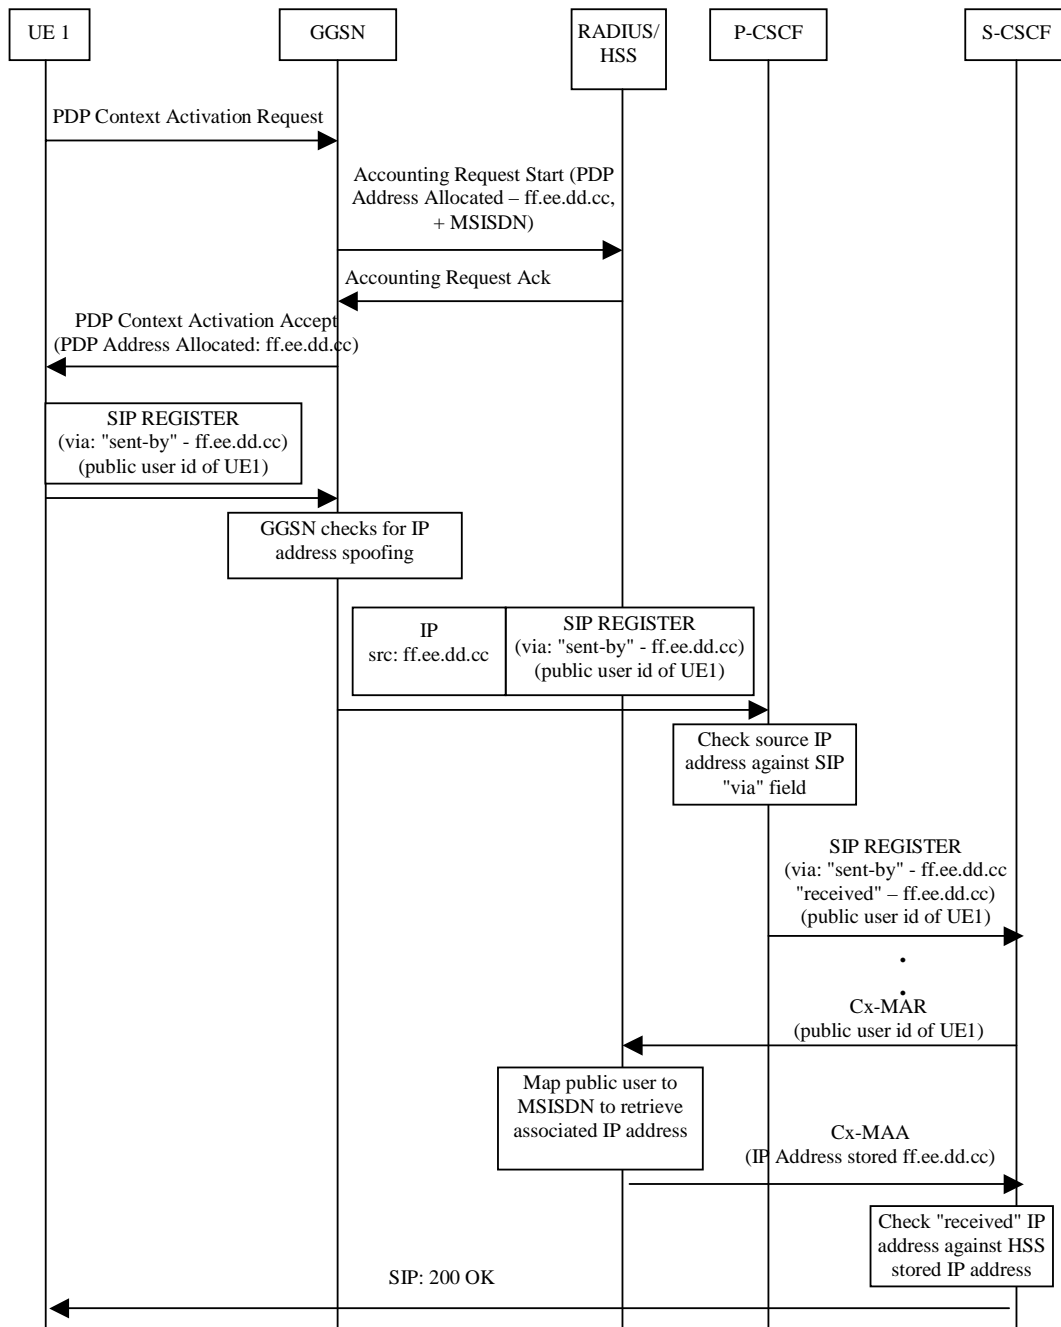 UE 1
GGSN
RADIUS/
HSS
P-CSCF
S-CSCF
PDP Context Activation Request
Accounting Request Start (PDP
Address Allocated – ff.ee.dd.cc,
+ MSISDN)
Accounting Request Ack
PDP Context Activation Accept
(PDP Address Allocated: ff.ee.dd.cc)
SIP REGISTER
(via: "sent-by" - ff.ee.dd.cc)
(public user id of UE1)
GGSN checks for IP
address spoofing
IP
src: ff.ee.dd.cc
SIP REGISTER
(via: "sent-by" - ff.ee.dd.cc)
(public user id of UE1)
Check source IP
address against SIP
"via" field
SIP REGISTER
(via: "sent-by" - ff.ee.dd.cc
"received" – ff.ee.dd.cc)
(public user id of UE1)
.
.
Cx-MAR
(public user id of UE1)
Map public user to
MSISDN to retrieve
associated IP address
Cx-MAA
(IP Address stored ff.ee.dd.cc)
Check "received" IP
address against HSS
stored IP address
SIP: 200 OK